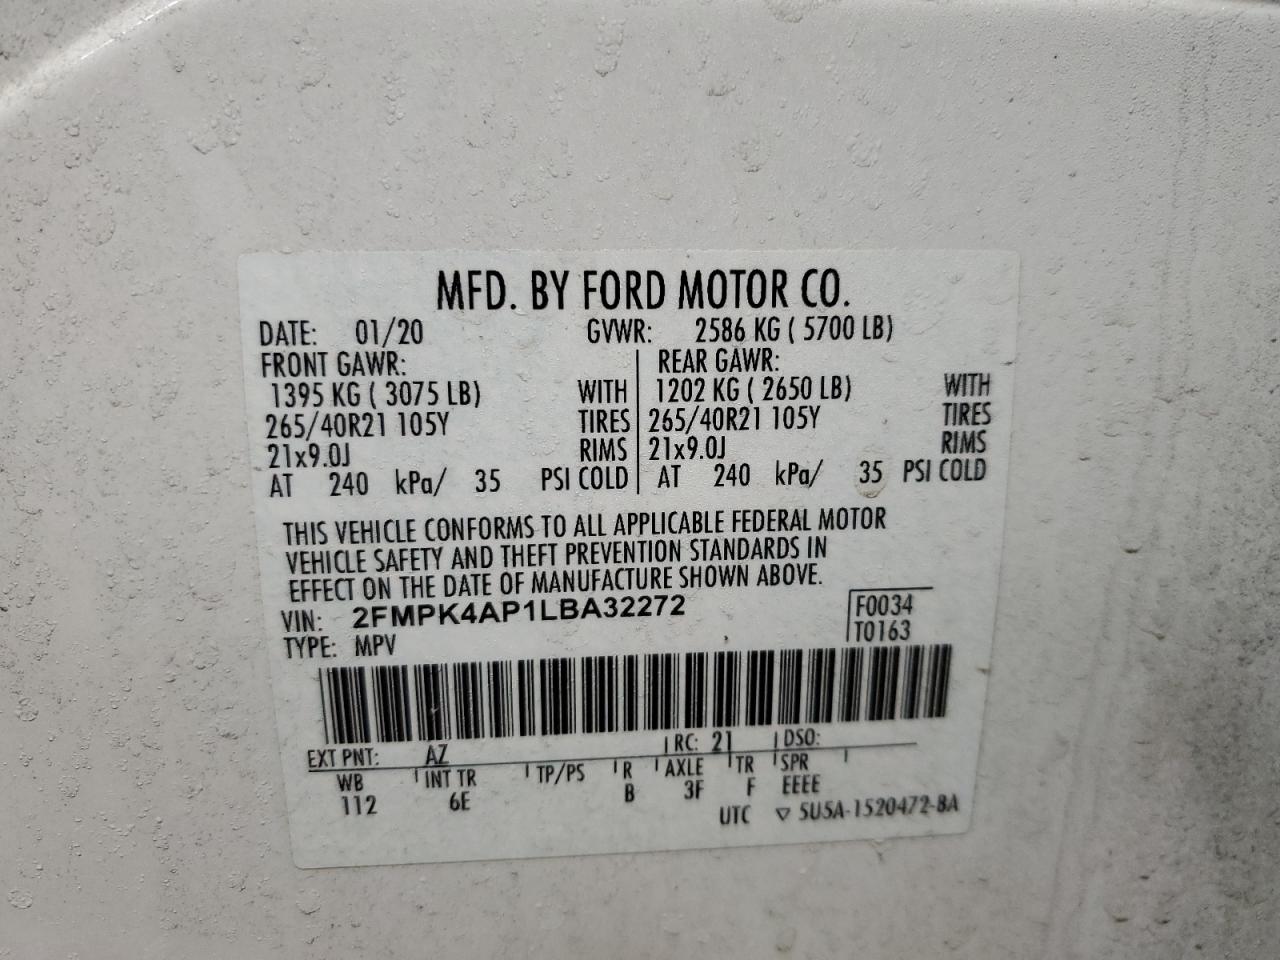 MFD. BY FORD MOTOR CO.
DATE: 01/20 GVWR: 2586 KG ( 5700 LB)
FRONT GAWR: REAR GAWR:
1395 KG ( 3075 LB) WITH 1202 KG ( 2650 LB) WITH
265/40R21 105Y TIRES 265/40R21 105Y TIRES
21x9.0J RIMS 21x9.0J RIMS
AT 240 kPa/ 35 PSI COLD AT 240 kPa/ 35 PSI COLD
THIS VEHICLE CONFORMS TO ALL APPLICABLE FEDERAL MOTOR
VEHICLE SAFETY AND THEFT PREVENTION STANDARDS IN
EFFECT ON THE DATE OF MANUFACTURE SHOWN ABOVE.
VIN: 2FMPK4AP1LBA32272 F0034
TYPE: MPV T0163
EXT PNT: AZ RC: 21 DSO:
WB INT TR TP/PS R AXLE TR SPR
112 6E B 3F F EEEE
UTC ▽ 5U5A-1520472-BA